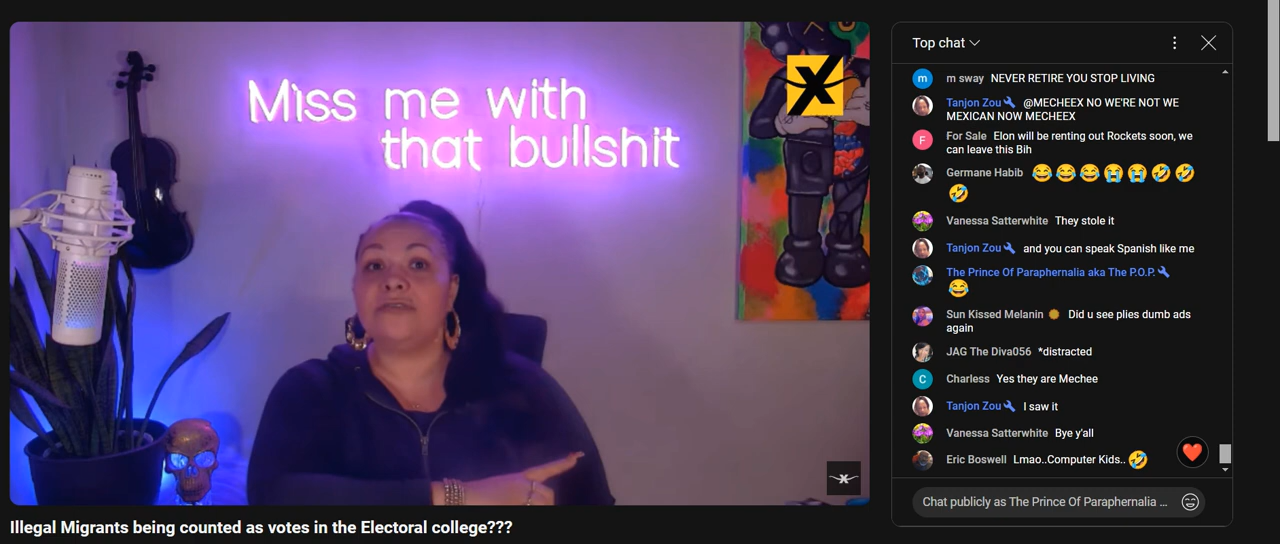 Miss me with
that bullshit
X
Illegal Migrants being counted as votes in the Electoral college???
Top chat
m
m sway NEVER RETIRE YOU STOP LIVING
Tanjon Zou @MECHEEX NO WE'RE NOT WE
MEXICAN NOW MECHEEX
F
For Sale Elon will be renting out Rockets soon, we
can leave this Bih
Germane Habib 😂😂😂😭😭🤣🤣
🤣
Vanessa Satterwhite They stole it
Tanjon Zou and you can speak Spanish like me
The Prince Of Paraphernalia aka The P.O.P.
😂
Sun Kissed Melanin Did u see plies dumb ads
again
JAG The Diva056 *distracted
C
Charless Yes they are Mechee
Tanjon Zou I saw it
Vanessa Satterwhite Bye y'all
Eric Boswell Lmao..Computer Kids.. 🤣
Chat publicly as The Prince Of Paraphernalia ...